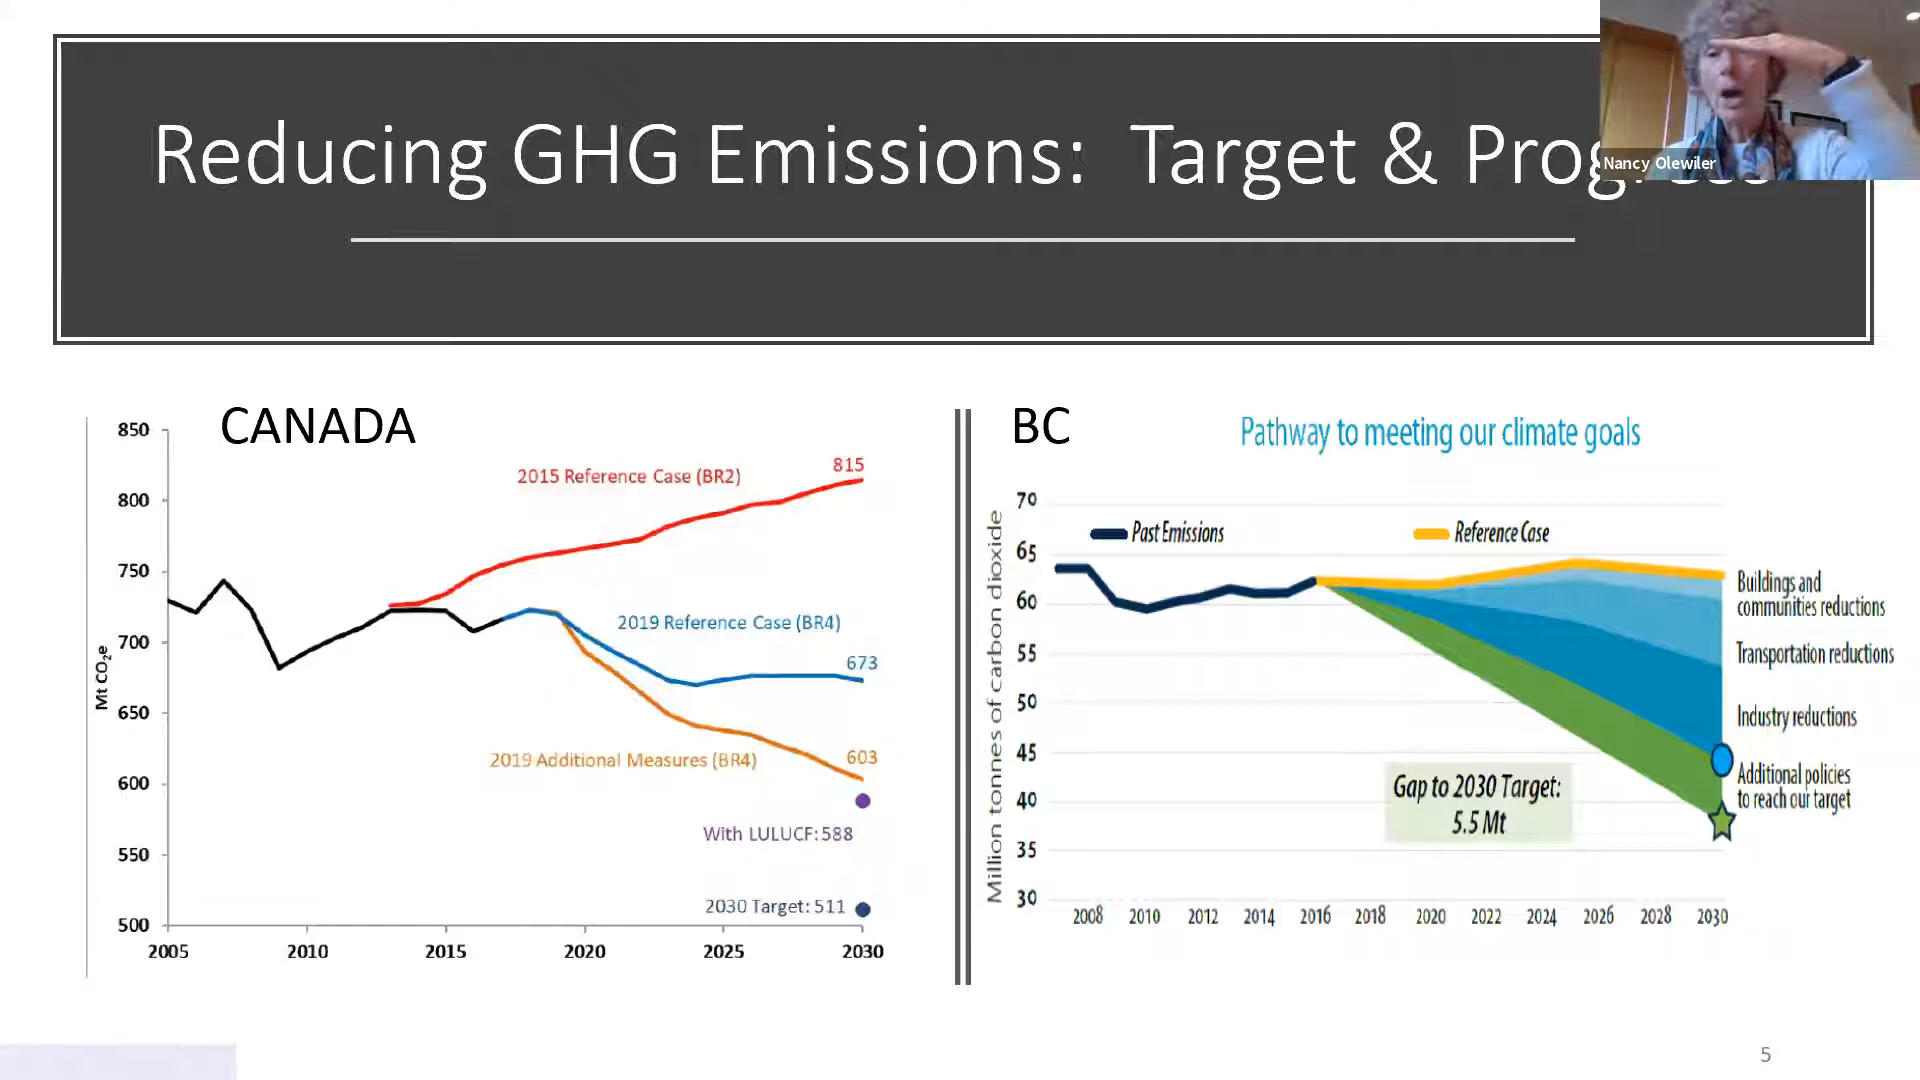 Reducing GHG Emissions: Target & Prog
Nancy Olewiler
CANADA
850
800
750
700
650
600
550
500
Mt CO₂e
2005
2010
2015
2020
2025
2030
2015 Reference Case (BR2)
815
2019 Reference Case (BR4)
673
2019 Additional Measures (BR4)
603
With LULUCF: 588
2030 Target: 511
BC
Pathway to meeting our climate goals
Million tonnes of carbon dioxide
70
65
60
55
50
45
40
35
30
Past Emissions
Reference Case
Buildings and
communities reductions
Transportation reductions
Industry reductions
Additional policies
to reach our target
Gap to 2030 Target:
5.5 Mt
2008
2010
2012
2014
2016
2018
2020
2022
2024
2026
2028
2030
5